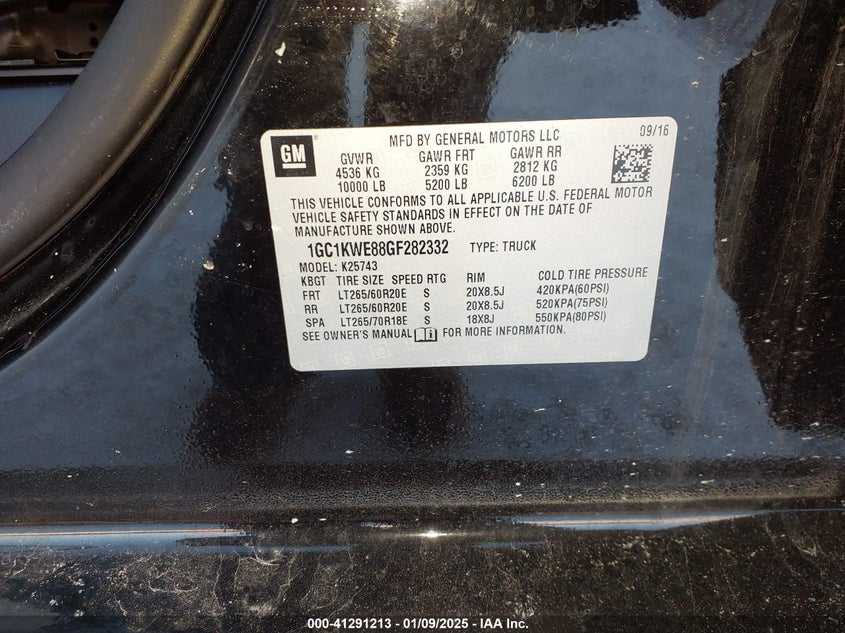 GM
MFD BY GENERAL MOTORS LLC 09/16
GVWR GAWR FRT GAWR RR
4536 KG 2359 KG 2812 KG
10000 LB 5200 LB 6200 LB
THIS VEHICLE CONFORMS TO ALL APPLICABLE U.S. FEDERAL MOTOR
VEHICLE SAFETY STANDARDS IN EFFECT ON THE DATE OF
MANUFACTURE SHOWN ABOVE.
1GC1KWE88GF282332 TYPE: TRUCK
MODEL: K25743
KBGT TIRE SIZE SPEED RTG RIM COLD TIRE PRESSURE
FRT LT265/60R20E S 20X8.5J 420KPA(60PSI)
RR LT265/60R20E S 20X8.5J 520KPA(75PSI)
SPA LT265/70R18E S 18X8J 550KPA(80PSI)
SEE OWNER'S MANUAL FOR MORE INFORMATION.
000-41291213 - 01/09/2025 - IAA Inc.